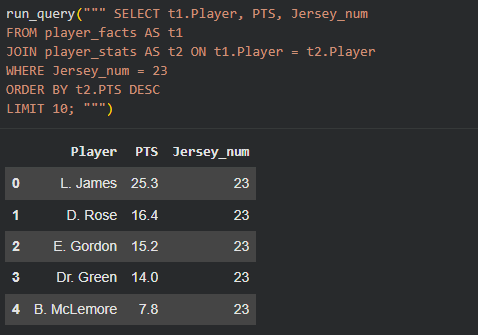 run_query(""" SELECT t1.Player, PTS, Jersey_num
FROM player_facts AS t1
JOIN player_stats AS t2 ON t1.Player = t2.Player
WHERE Jersey_num = 23
ORDER BY t2.PTS DESC
LIMIT 10; """)
Player PTS Jersey_num
0 L. James 25.3 23
1 D. Rose 16.4 23
2 E. Gordon 15.2 23
3 Dr. Green 14.0 23
4 B. McLemore 7.8 23